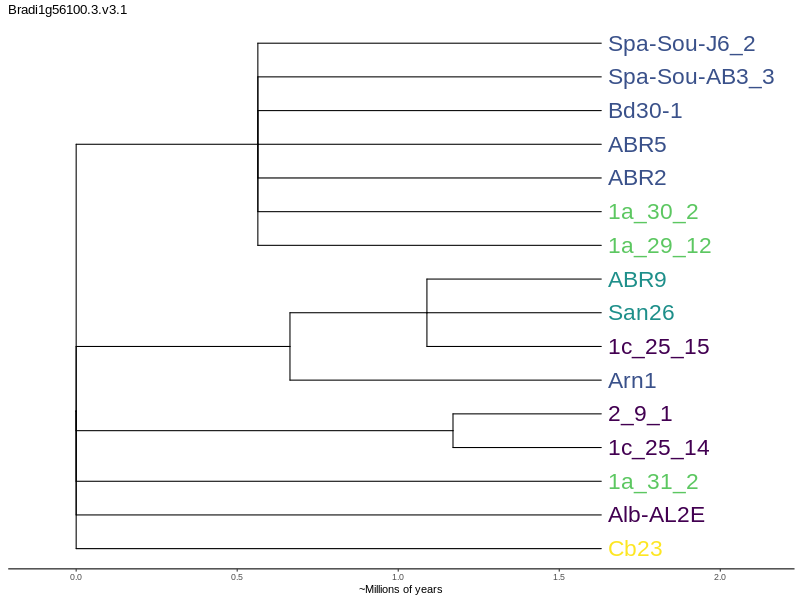 Bradi1g56100.3.v3.1
Spa-Sou-J6_2
Spa-Sou-AB3_3
Bd30-1
ABR5
ABR2
1a_30_2
1a_29_12
ABR9
San26
1c_25_15
Arn1
2_9_1
1c_25_14
1a_31_2
Alb-AL2E
Cb23
0.0 0.5 1.0 1.5 2.0
~Millions of years